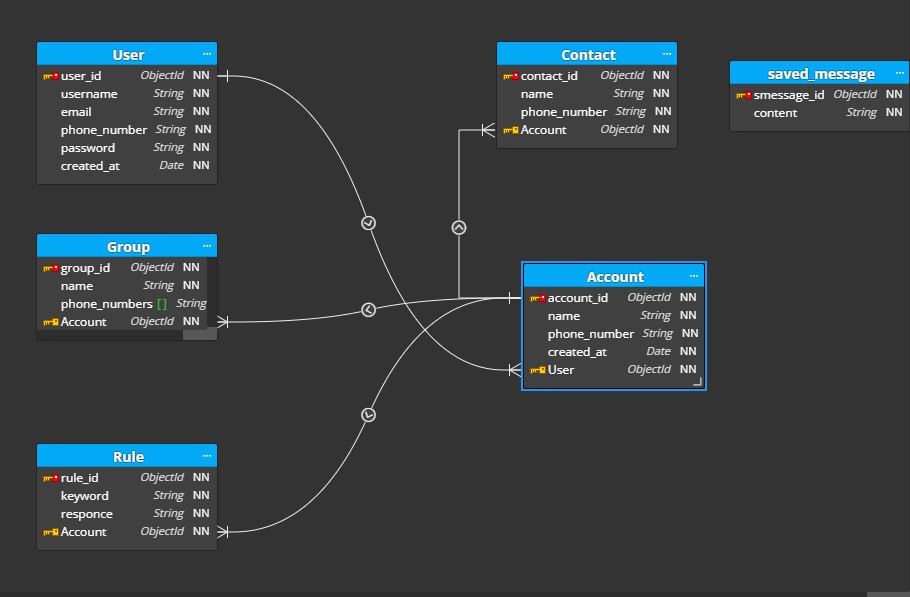 User ...
user_id ObjectId NN
username String NN
email String NN
phone_number String NN
password String NN
created_at Date NN
Contact ...
contact_id ObjectId NN
name String NN
phone_number String NN
Account ObjectId NN
saved_message ...
smessage_id ObjectId NN
content String NN
Group ...
group_id ObjectId NN
name String NN
phone_numbers [] String
Account ObjectId NN
Account ...
account_id ObjectId NN
name String NN
phone_number String NN
created_at Date NN
User ObjectId NN
Rule ...
rule_id ObjectId NN
keyword String NN
responce String NN
Account ObjectId NN